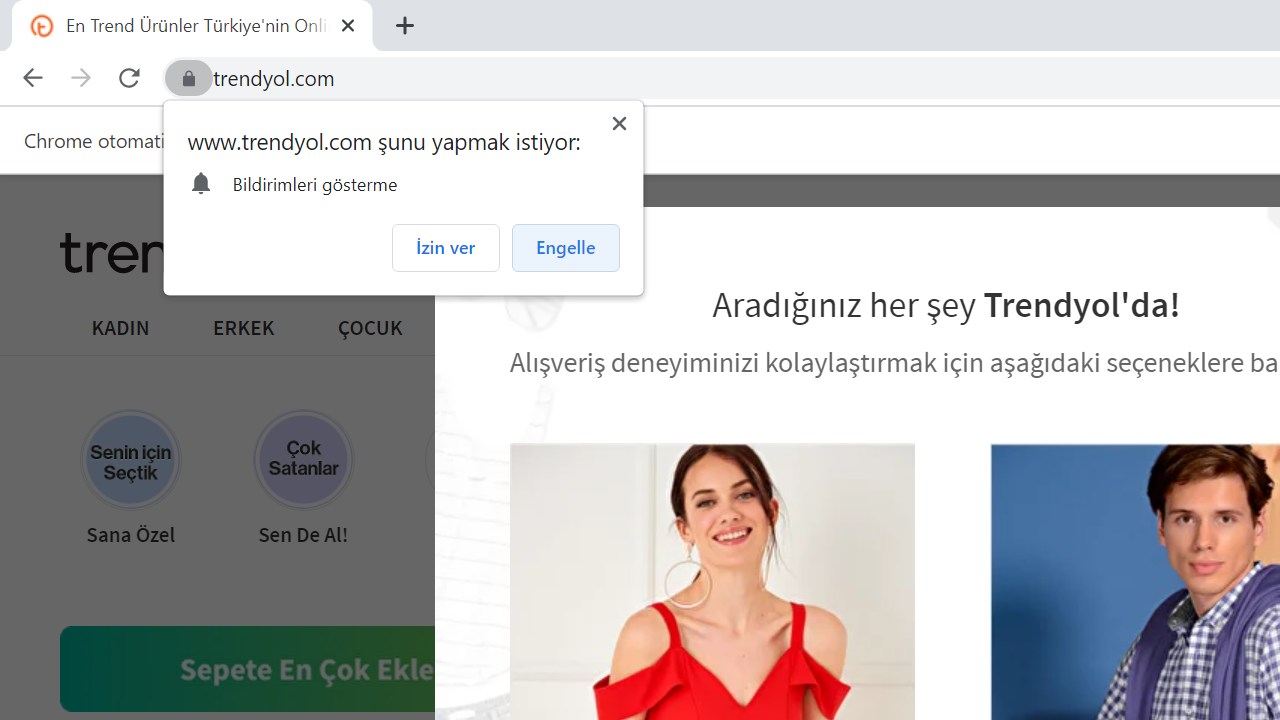 En Trend Ürünler Türkiye'nin Onli
trendyol.com
Chrome otomati
www.trendyol.com şunu yapmak istiyor:
Bildirimleri gösterme
İzin ver
Engelle
tren
KADIN
ERKEK
ÇOCUK
Aradığınız her şey Trendyol'da!
Alışveriş deneyiminizi kolaylaştırmak için aşağıdaki seçeneklere ba
Senin için
Seçtik
Çok
Satanlar
Sana Özel
Sen De Al!
Sepete En Çok Ekle